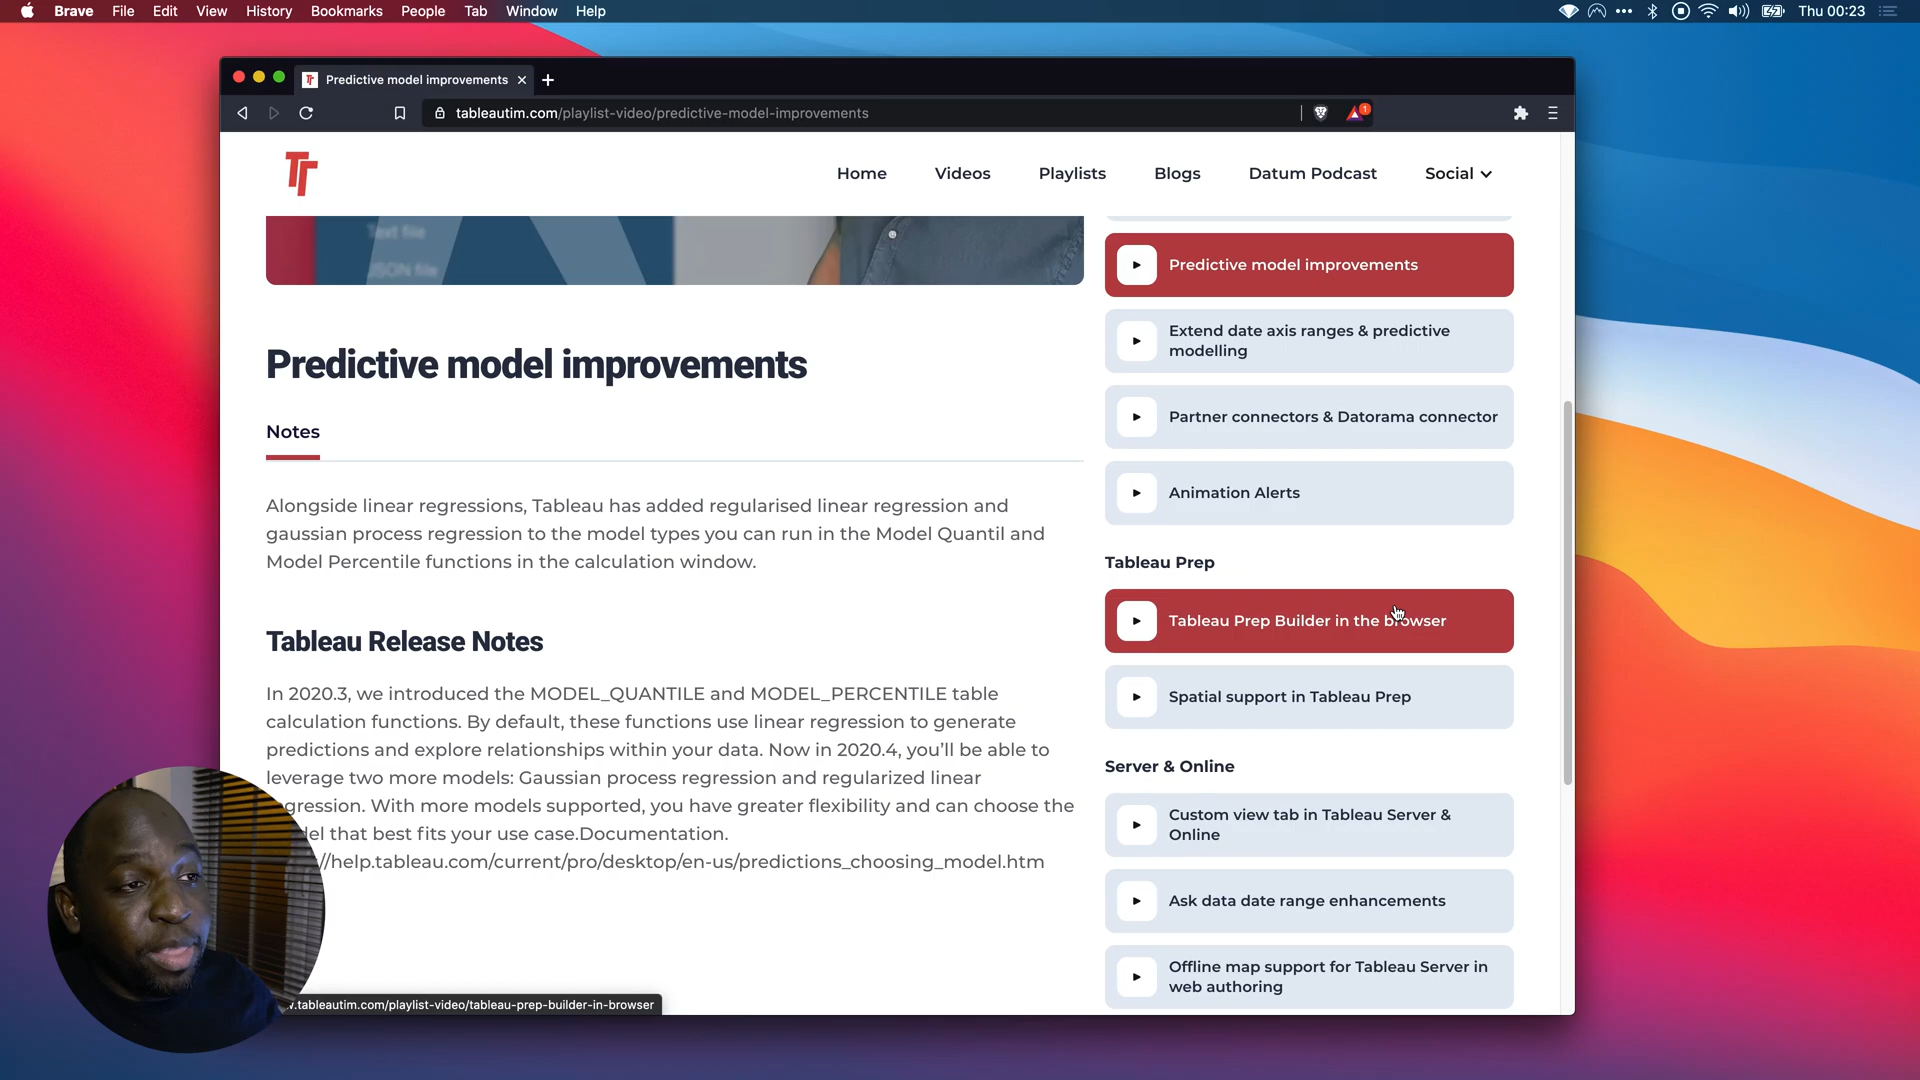 Brave File Edit View History Bookmarks People Tab Window Help
Thu 00:23
Predictive model improvements
tableautim.com/playlist-video/predictive-model-improvements
1
Home Videos Playlists Blogs Datum Podcast Social
Text file
JSON file
Predictive model improvements
Notes
Alongside linear regressions, Tableau has added regularised linear regression and
gaussian process regression to the model types you can run in the Model Quantil and
Model Percentile functions in the calculation window.
Tableau Release Notes
In 2020.3, we introduced the MODEL_QUANTILE and MODEL_PERCENTILE table
calculation functions. By default, these functions use linear regression to generate
predictions and explore relationships within your data. Now in 2020.4, you’ll be able to
leverage two more models: Gaussian process regression and regularized linear
gression. With more models supported, you have greater flexibility and can choose the
del that best fits your use case.Documentation.
//help.tableau.com/current/pro/desktop/en-us/predictions_choosing_model.htm
Predictive model improvements
Extend date axis ranges & predictive
modelling
Partner connectors & Datorama connector
Animation Alerts
Tableau Prep
Tableau Prep Builder in the browser
Spatial support in Tableau Prep
Server & Online
Custom view tab in Tableau Server &
Online
Ask data date range enhancements
Offline map support for Tableau Server in
web authoring
.tableautim.com/playlist-video/tableau-prep-builder-in-browser